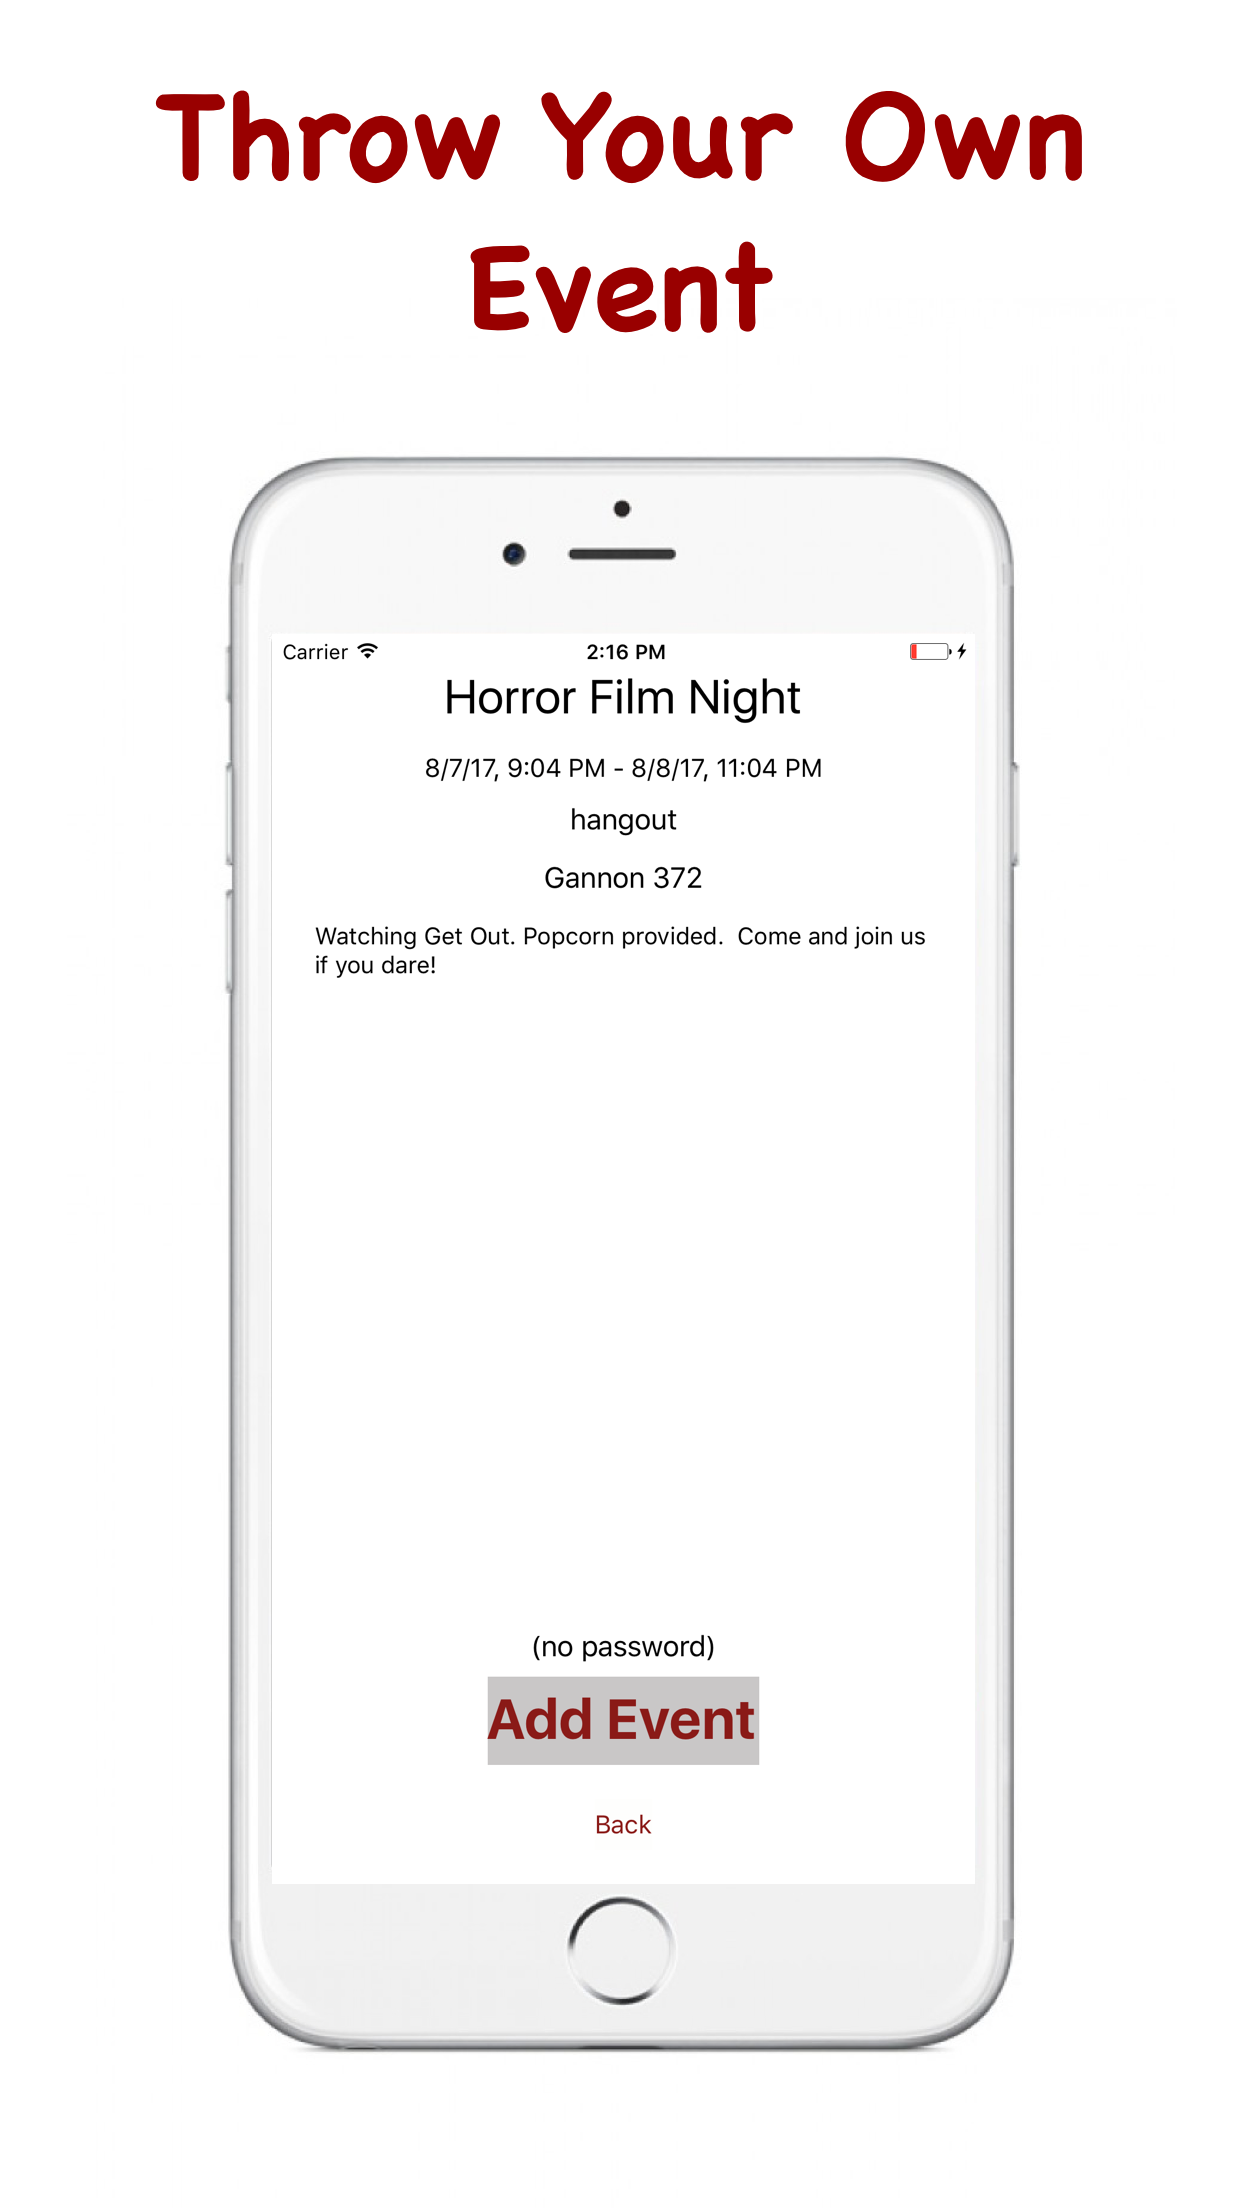 Throw Your Own
Event
Carrier 2:16 PM
Horror Film Night
8/7/17, 9:04 PM - 8/8/17, 11:04 PM
hangout
Gannon 372
Watching Get Out. Popcorn provided.  Come and join us
if you dare!
(no password)
Add Event
Back